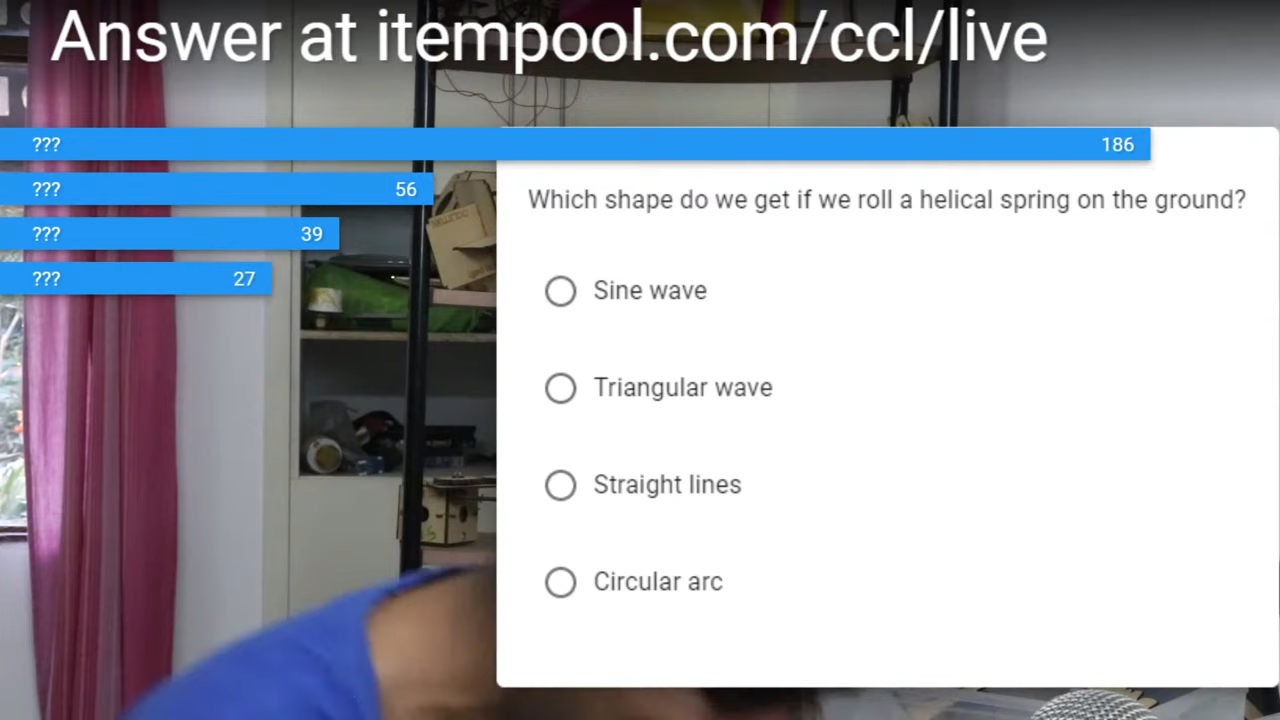 Answer at itempool.com/ccl/live
??? 186
??? 56
??? 39
??? 27
Which shape do we get if we roll a helical spring on the ground?
Sine wave
Triangular wave
Straight lines
Circular arc